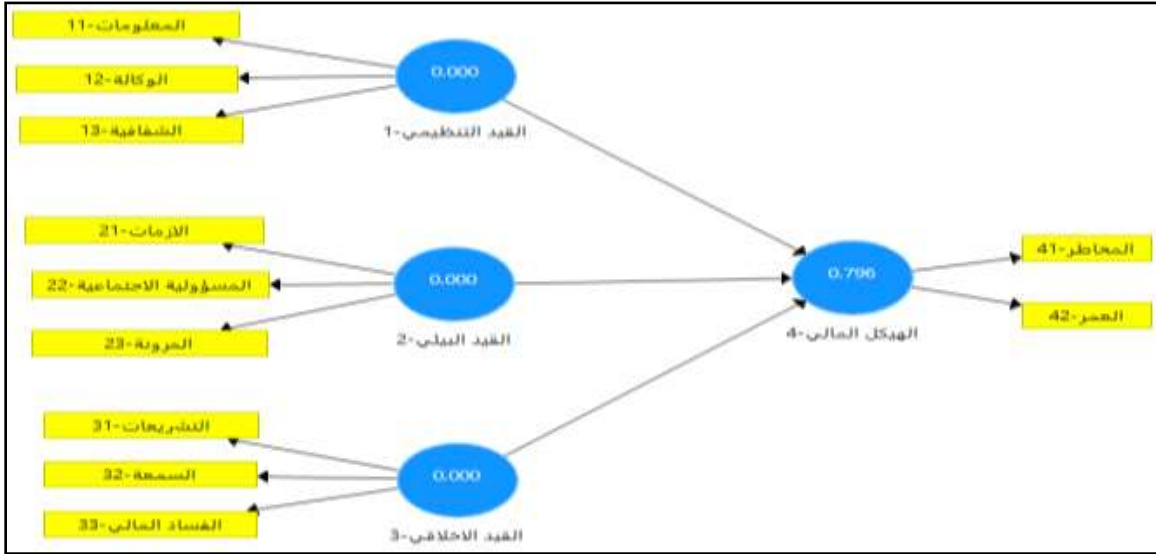 11-المعلومات
12-الوكالة
13-الشفافية
0.000
1-القيد التنظيمي
21-الازمات
22-المسؤولية الاجتماعية
23-المرونة
0.000
2-القيد البيئي
31-التشريعات
32-السمعة
33-الفساد المالي
0.000
3-القيد الاخلاقي
0.796
4-الهيكل المالي
41-المخاطر
42-العمر